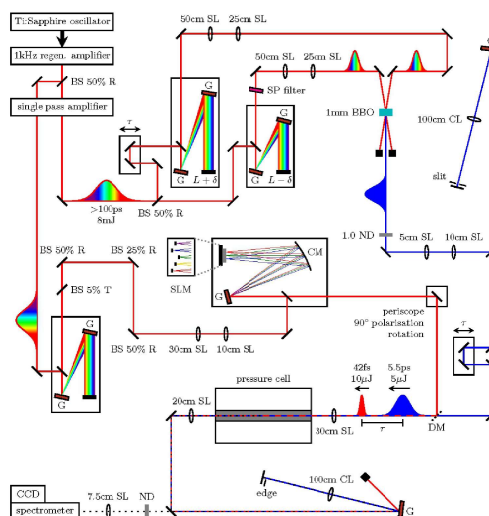 Ti:Sapphire oscillator
1kHz regen. amplifier
BS 50% R
single pass amplifier
50cm SL 25cm SL
50cm SL 25cm SL
SP filter
τ
G
G
G L + δ
G
G L − δ
G
1mm BBO
100cm CL
slit
>100ps
8mJ
BS 50% R
1.0 ND
5cm SL 10cm SL
BS 50% R BS 25% R
BS 5% T
SLM
CM
G
BS 50% R
30cm SL 10cm SL
periscope
90° polarisation
rotation
τ
G
G
pressure cell
20cm SL
30cm SL
42fs
10μJ
5.5ps
5μJ
τ
DM
100cm CL
edge
G
CCD
spectrometer
7.5cm SL
ND